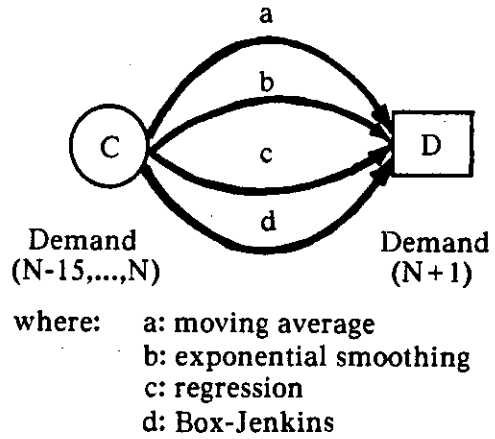 a
b
C
D
c
d
Demand
(N-15,...,N)
Demand
(N+1)
where:
a: moving average
b: exponential smoothing
c: regression
d: Box-Jenkins